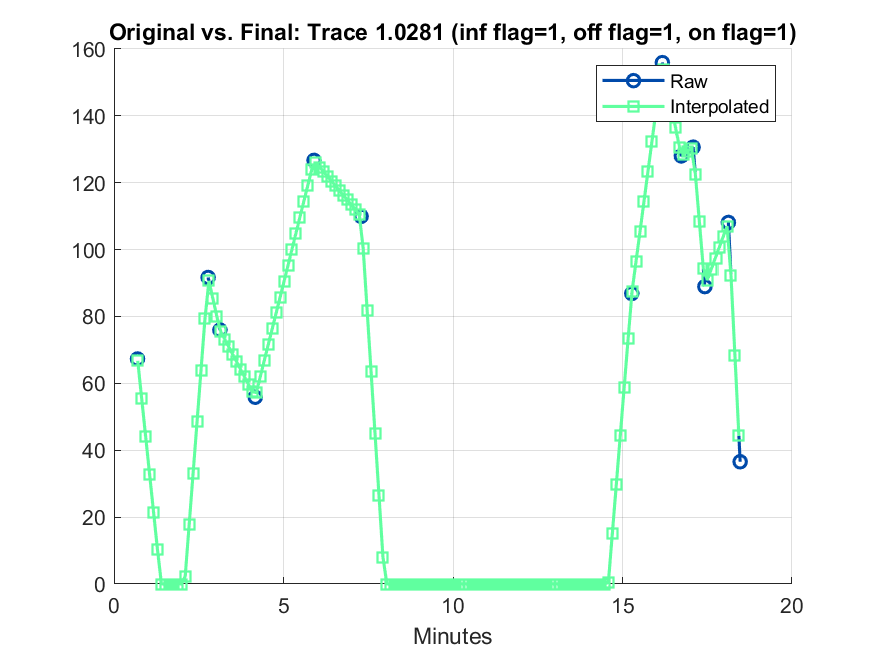 Original vs. Final: Trace 1.0281 (inf flag=1, off flag=1, on flag=1)
160
140
120
100
80
60
40
20
0
Raw
Interpolated
0 5 10 15 20
Minutes